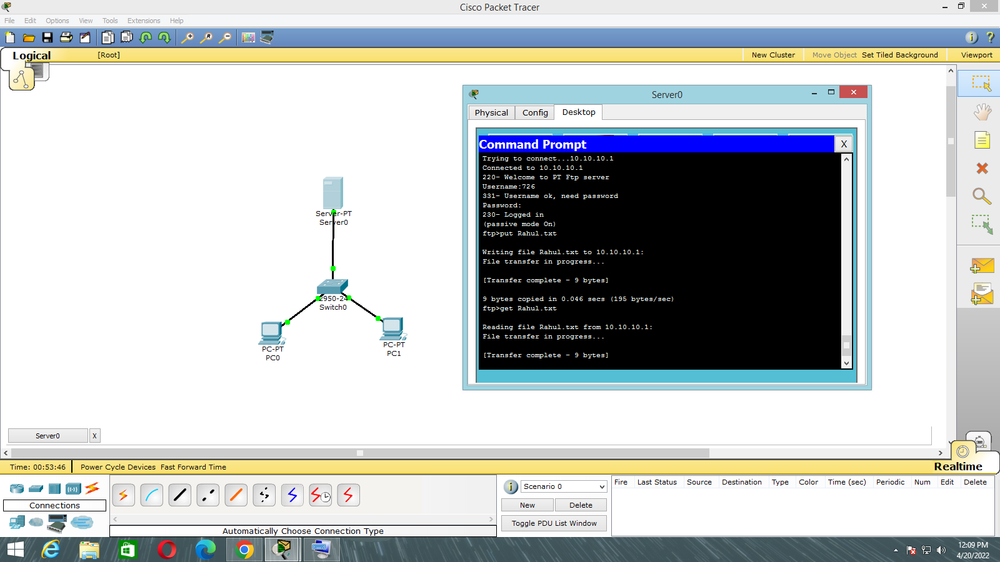 Cisco Packet Tracer
File Edit Options View Tools Extensions Help
Logical [Root] New Cluster Move Object Set Tiled Background Viewport
Server0
Physical Config Desktop
Command Prompt X
Trying to connect...10.10.10.1
Connected to 10.10.10.1
220- Welcome to PT Ftp server
Username:726
331- Username ok, need password
Password:
230- Logged in
(passive mode On)
ftp>put Rahul.txt
Writing file Rahul.txt to 10.10.10.1:
File transfer in progress...
[Transfer complete - 9 bytes]
9 bytes copied in 0.046 secs (195 bytes/sec)
ftp>get Rahul.txt
Reading file Rahul.txt from 10.10.10.1:
File transfer in progress...
[Transfer complete - 9 bytes]
Server-PT
Server0
2950-24
Switch0
PC-PT
PC0
PC-PT
PC1
Server0 X
Time: 00:53:46 Power Cycle Devices Fast Forward Time Realtime
Connections
Automatically Choose Connection Type
Scenario 0
New Delete
Toggle PDU List Window
Fire Last Status Source Destination Type Color Time (sec) Periodic Num Edit Delete
12:09 PM
4/20/2022